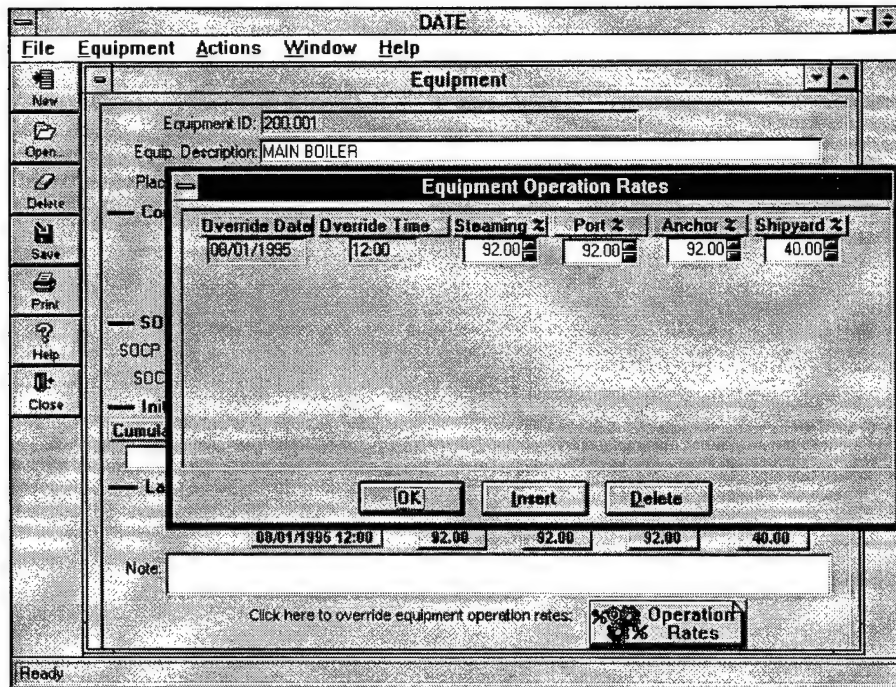 DATE
File Equipment Actions Window Help
New
Open...
Delete
Save
Print
Help
Close
Equipment
Equipment ID: 200.001
Equip. Description: MAIN BOILER
Plac
Co
SO
SOCP
SOC
Init
Cumula
La
Equipment Operation Rates
Override Date Override Time Steaming % Port % Anchor % Shipyard %
08/01/1995 12:00 92.00 92.00 92.00 40.00
OK Insert Delete
08/01/1995 12:00 92.00 92.00 92.00 40.00
Note:
Click here to override equipment operation rates:
Operation
Rates
Ready